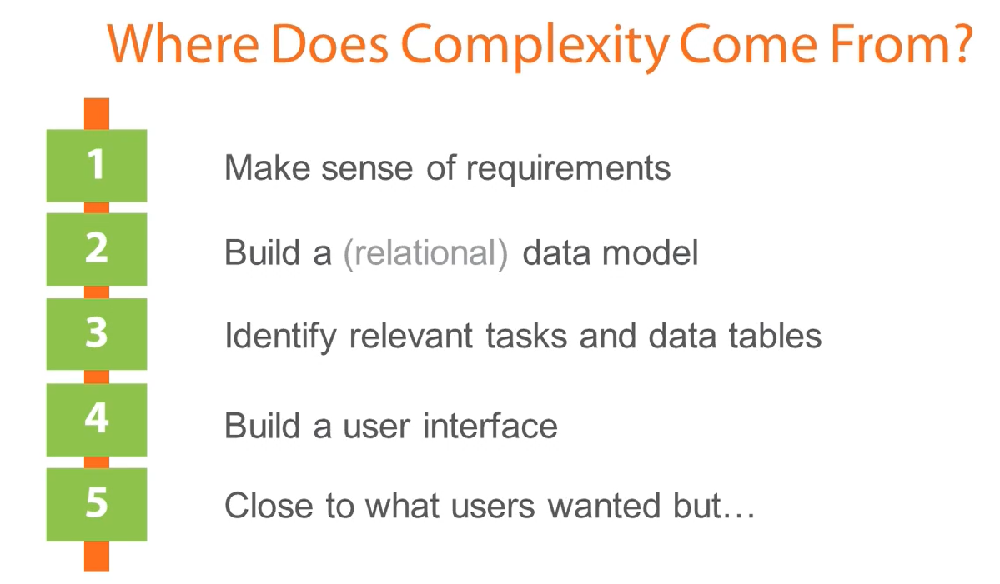 Where Does Complexity Come From?
1 Make sense of requirements
2 Build a (relational) data model
3 Identify relevant tasks and data tables
4 Build a user interface
5 Close to what users wanted but…